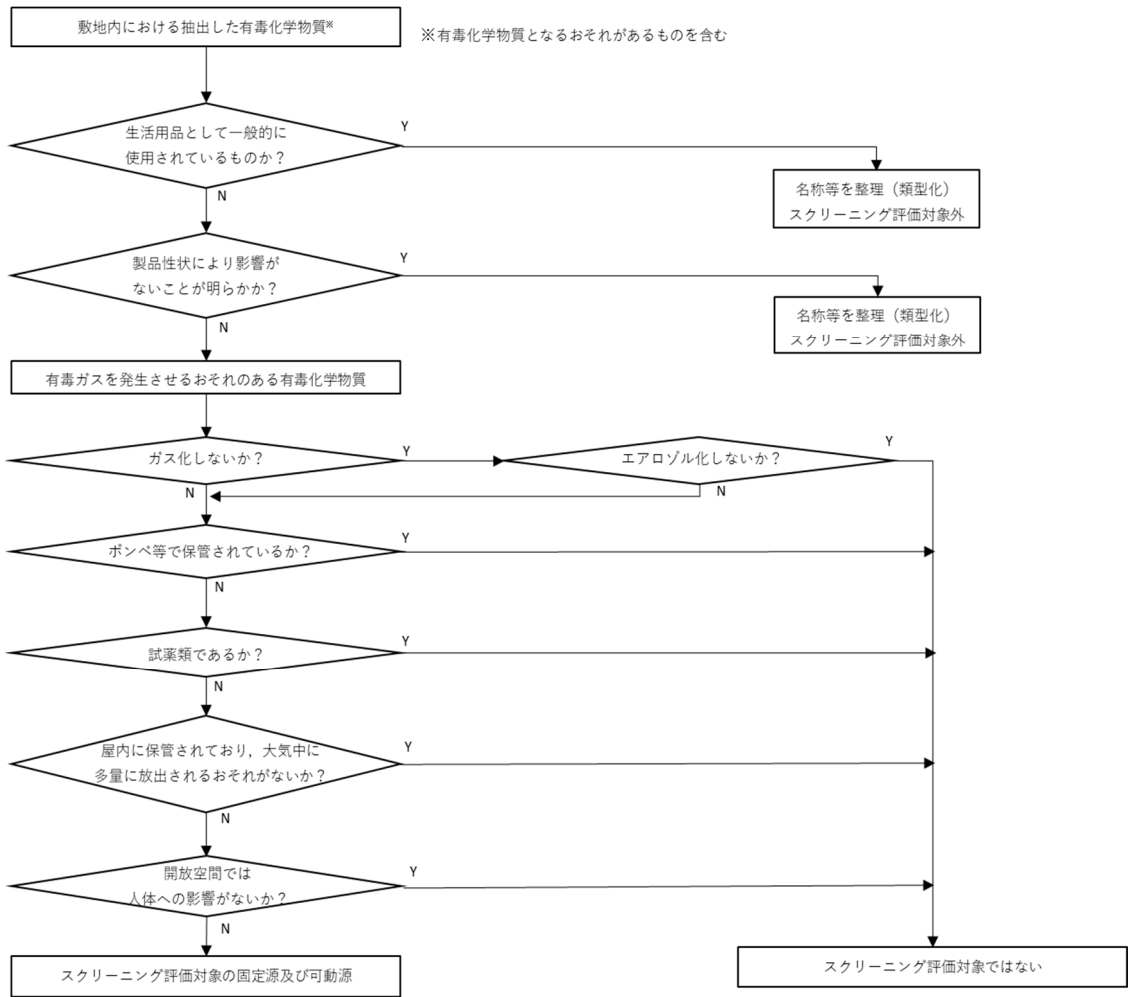 敷地内における抽出した有毒化学物質※
※有毒化学物質となるおそれがあるものを含む
生活用品として一般的に
使用されているものか?
Y
N
名称等を整理(類型化)
スクリーニング評価対象外
製品性状により影響が
ないことが明らかか?
Y
N
名称等を整理(類型化)
スクリーニング評価対象外
有毒ガスを発生させるおそれのある有毒化学物質
ガス化しないか?
Y
N
エアロゾル化しないか?
Y
N
ボンベ等で保管されているか?
Y
N
試薬類であるか?
Y
N
屋内に保管されており,大気中に
多量に放出されるおそれがないか?
Y
N
開放空間では
人体への影響がないか?
Y
N
スクリーニング評価対象の固定源及び可動源
スクリーニング評価対象ではない